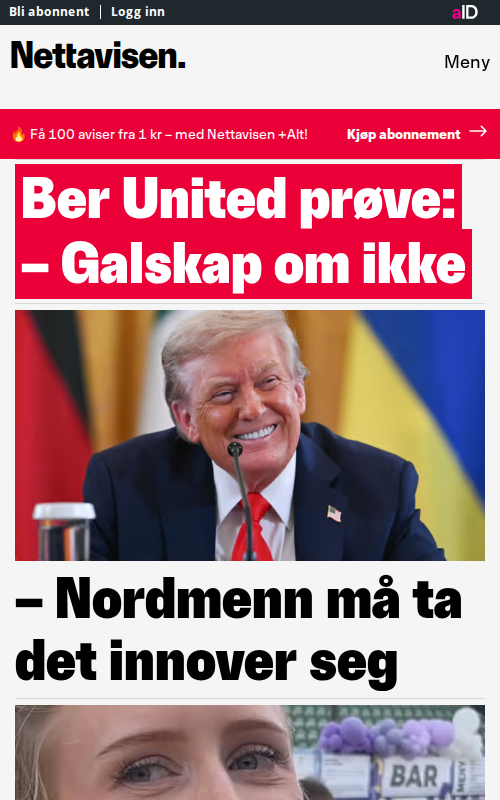 Bli abonnent | Logg inn
aID
Nettavisen.
Meny
🔥 Få 100 aviser fra 1 kr – med Nettavisen +Alt!
Kjøp abonnement →
Ber United prøve:
– Galskap om ikke
– Nordmenn må ta
det innover seg
BAR
MENY